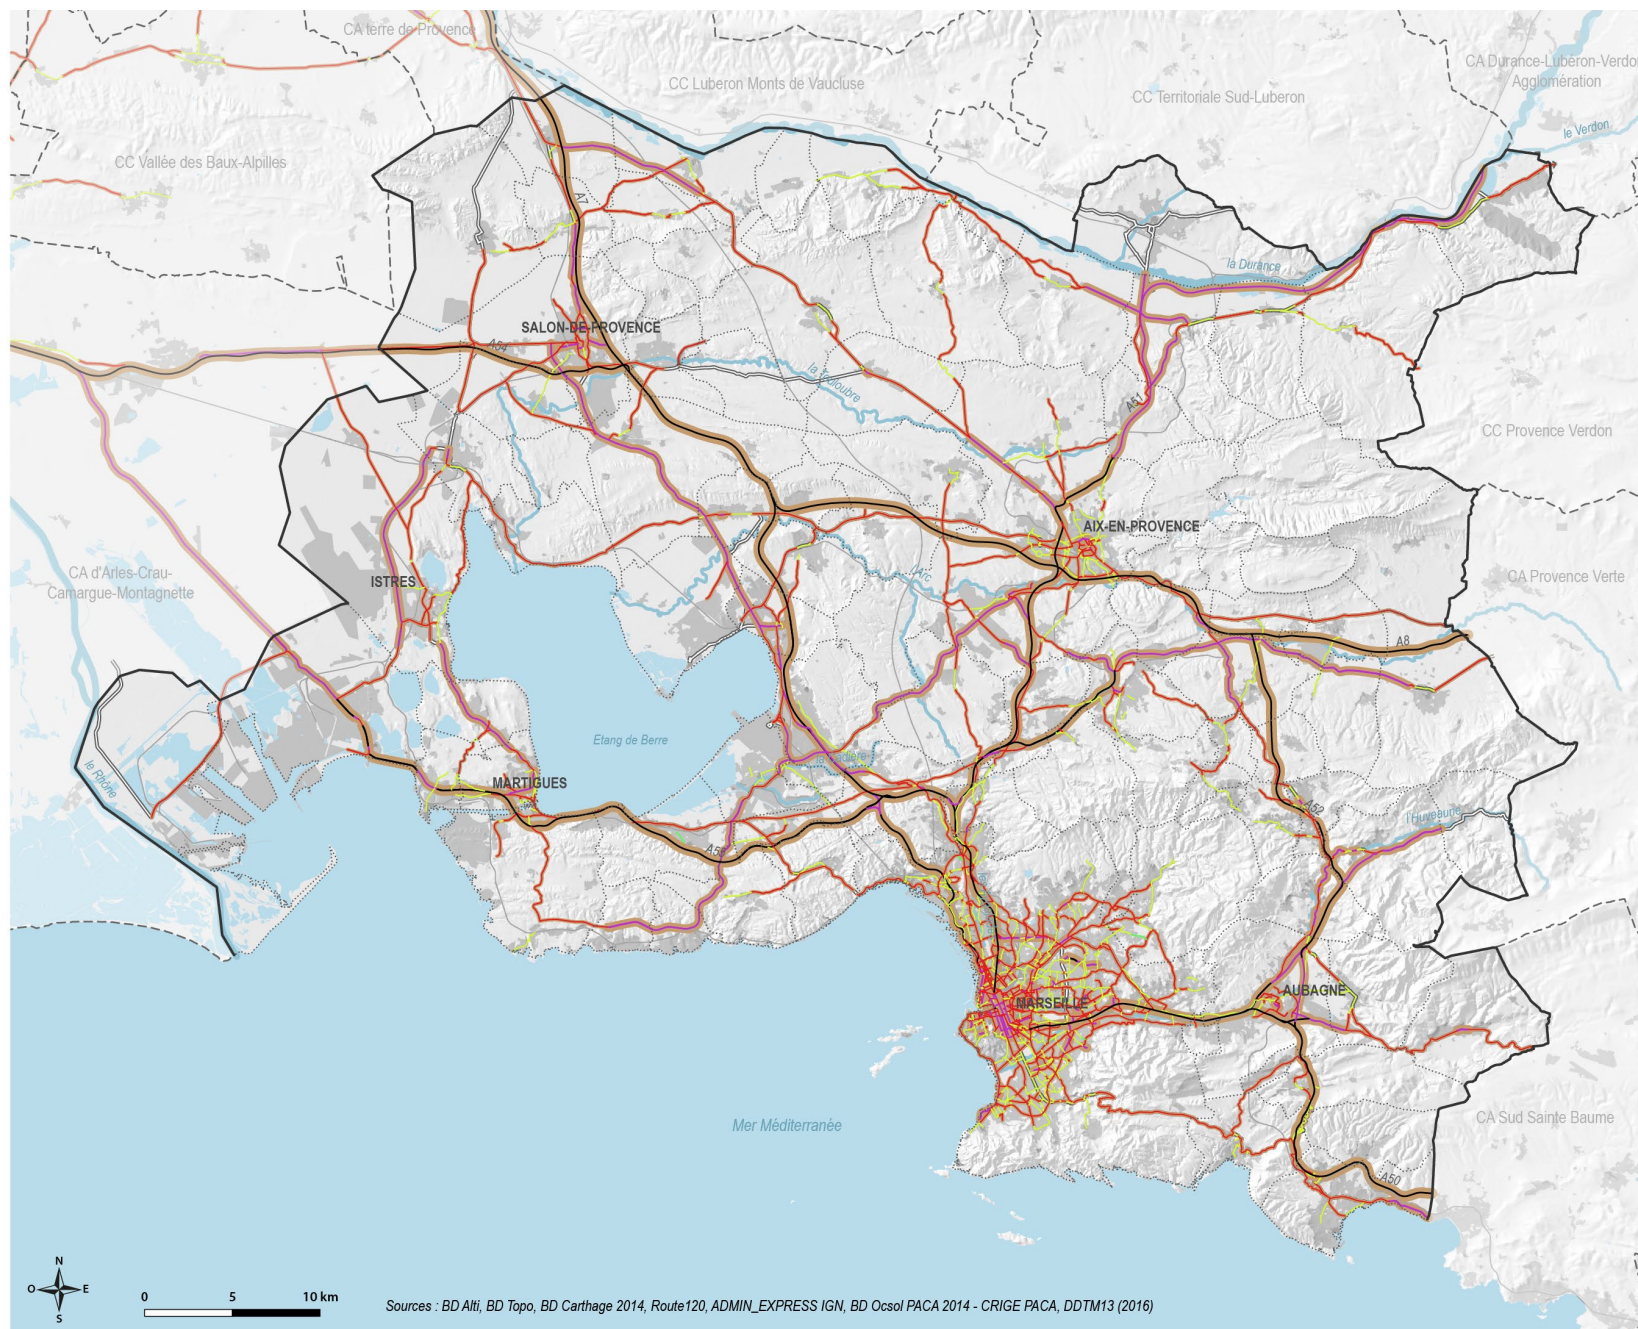 CA terre de Provence
CC Luberon Monts de Vaucluse
CC Territoriale Sud-Luberon
CA Durance-Lubéron-Verdon
Agglomération
le Verdon
CC Vallée des Baux-Alpilles
A7
la Durance
SALON-DE-PROVENCE
A54
la Touloubre
A51
CC Provence Verdon
AIX-EN-PROVENCE
CA d'Arles-Crau-
Camargue-Montagnette
ISTRES
l'Arc
CA Provence Verte
A8
Etang de Berre
la Cadière
le Rhône
MARTIGUES
A52
l'Huveaune
A55
MARSEILLE
AUBAGNE
Mer Méditerranée
CA Sud Sainte Baume
A50
N
O E
S
0 5 10 km
Sources : BD Alti, BD Topo, BD Carthage 2014, Route120, ADMIN_EXPRESS IGN, BD Ocsol PACA 2014 - CRIGE PACA, DDTM13 (2016)